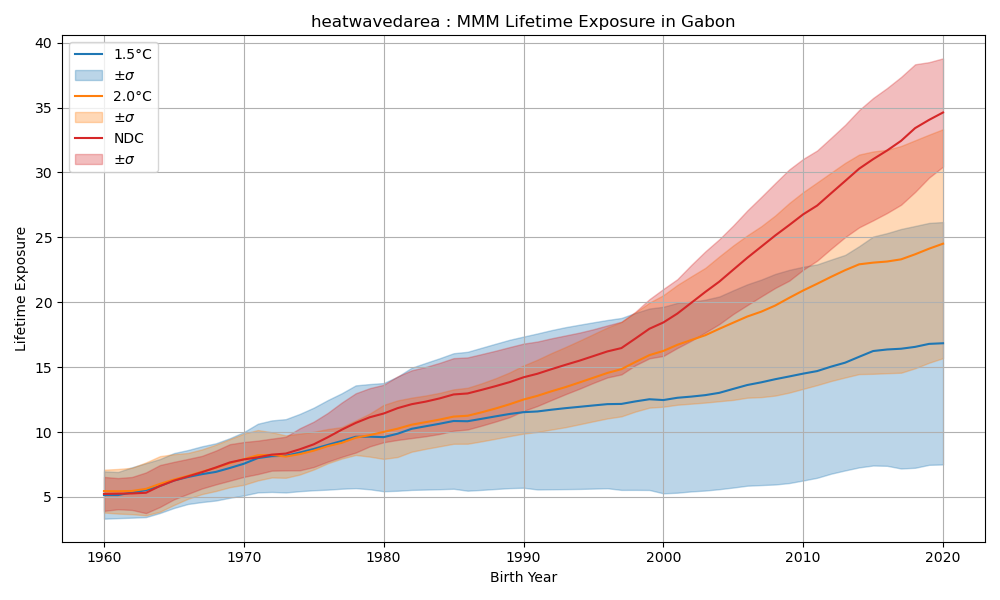 heatwavedarea : MMM Lifetime Exposure in Gabon
1.5°C
±σ
2.0°C
±σ
NDC
±σ
Lifetime Exposure
40
35
30
25
20
15
10
5
1960
1970
1980
1990
2000
2010
2020
Birth Year